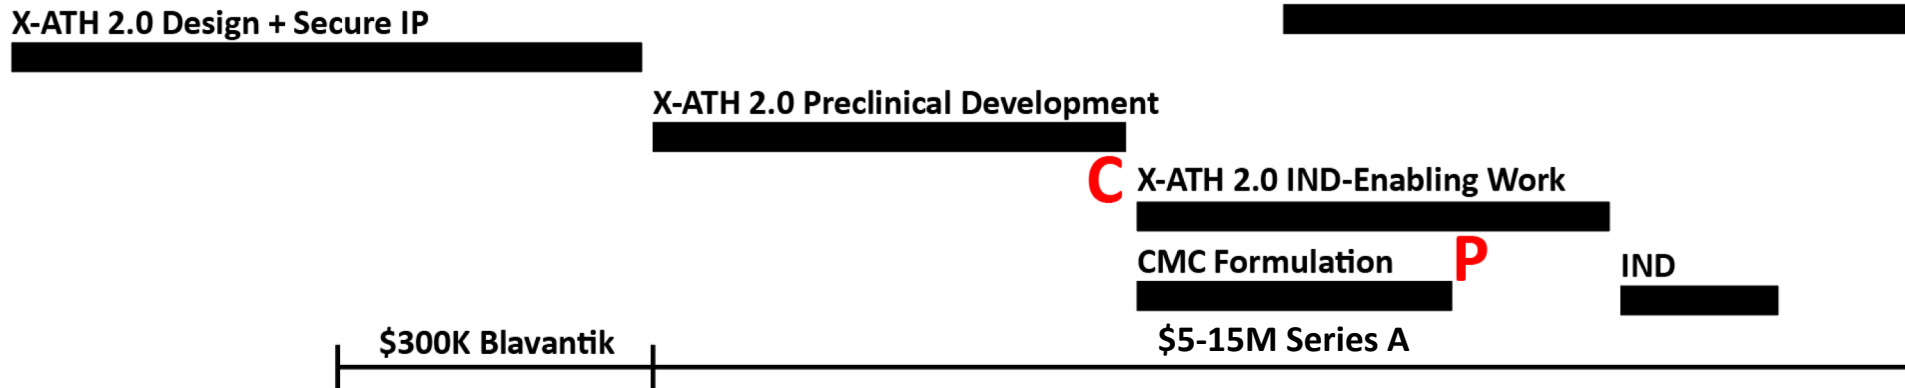 X-ATH 2.0 Design + Secure IP
X-ATH 2.0 Preclinical Development
C
X-ATH 2.0 IND-Enabling Work
CMC Formulation
P
IND
$300K Blavantik
$5-15M Series A